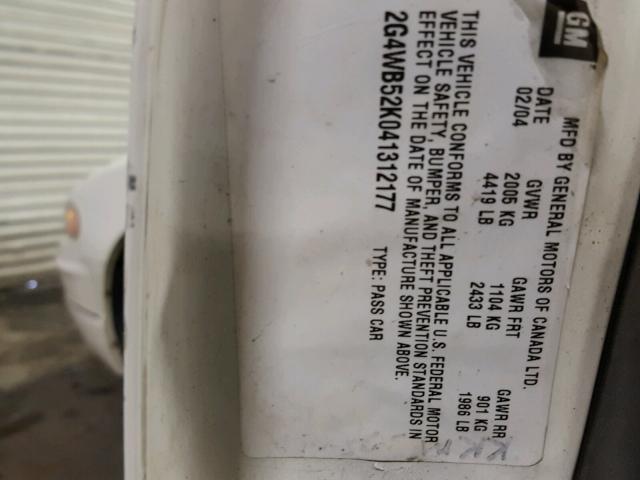 GM
MFD BY GENERAL MOTORS OF CANADA LTD.
DATE GVWR GAWR FRT GAWR RR
02/04 2005 KG 1104 KG 901 KG
4419 LB 2433 LB 1986 LB
THIS VEHICLE CONFORMS TO ALL APPLICABLE U.S. FEDERAL MOTOR
VEHICLE SAFETY, BUMPER, AND THEFT PREVENTION STANDARDS IN
EFFECT ON THE DATE OF MANUFACTURE SHOWN ABOVE.
2G4WB52K041312177 TYPE: PASS CAR